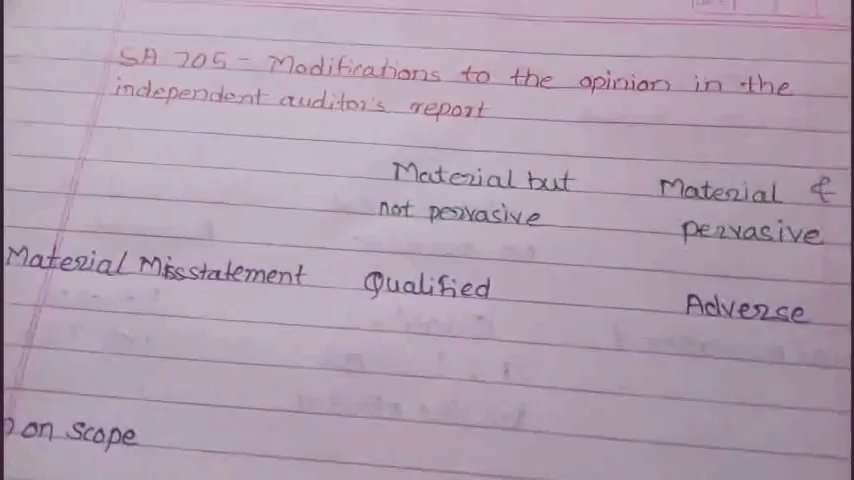 SA 705 - Modifications to the opinion in the
independent auditor's report
Material but
not pervasive
Material &
pervasive
Material Misstatement Qualified Adverse
on scope